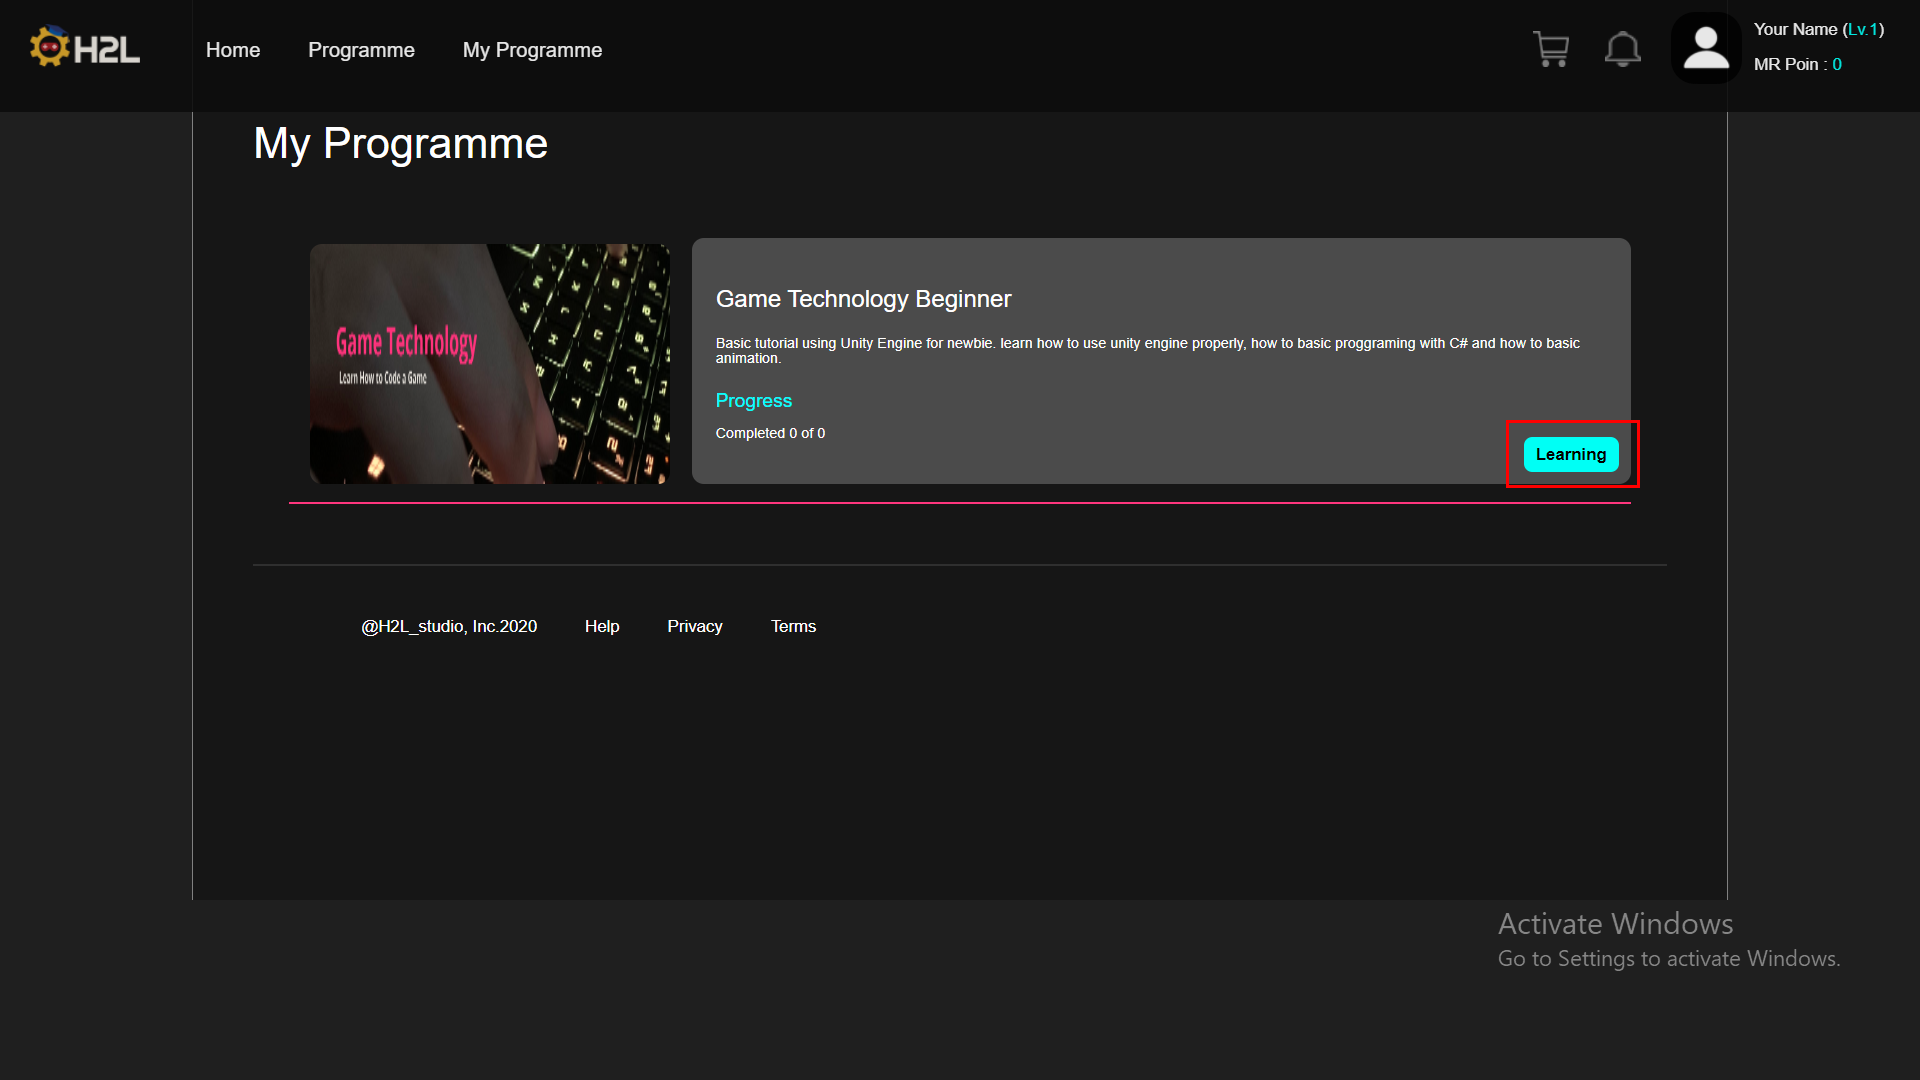 H2L
Home
Programme
My Programme
Your Name (Lv.1)
MR Poin : 0
My Programme
Game Technology
Learn How to Code a Game
Game Technology Beginner
Basic tutorial using Unity Engine for newbie. learn how to use unity engine properly, how to basic proggraming with C# and how to basic
animation.
Progress
Completed 0 of 0
Learning
@H2L_studio, Inc.2020
Help
Privacy
Terms
Activate Windows
Go to Settings to activate Windows.